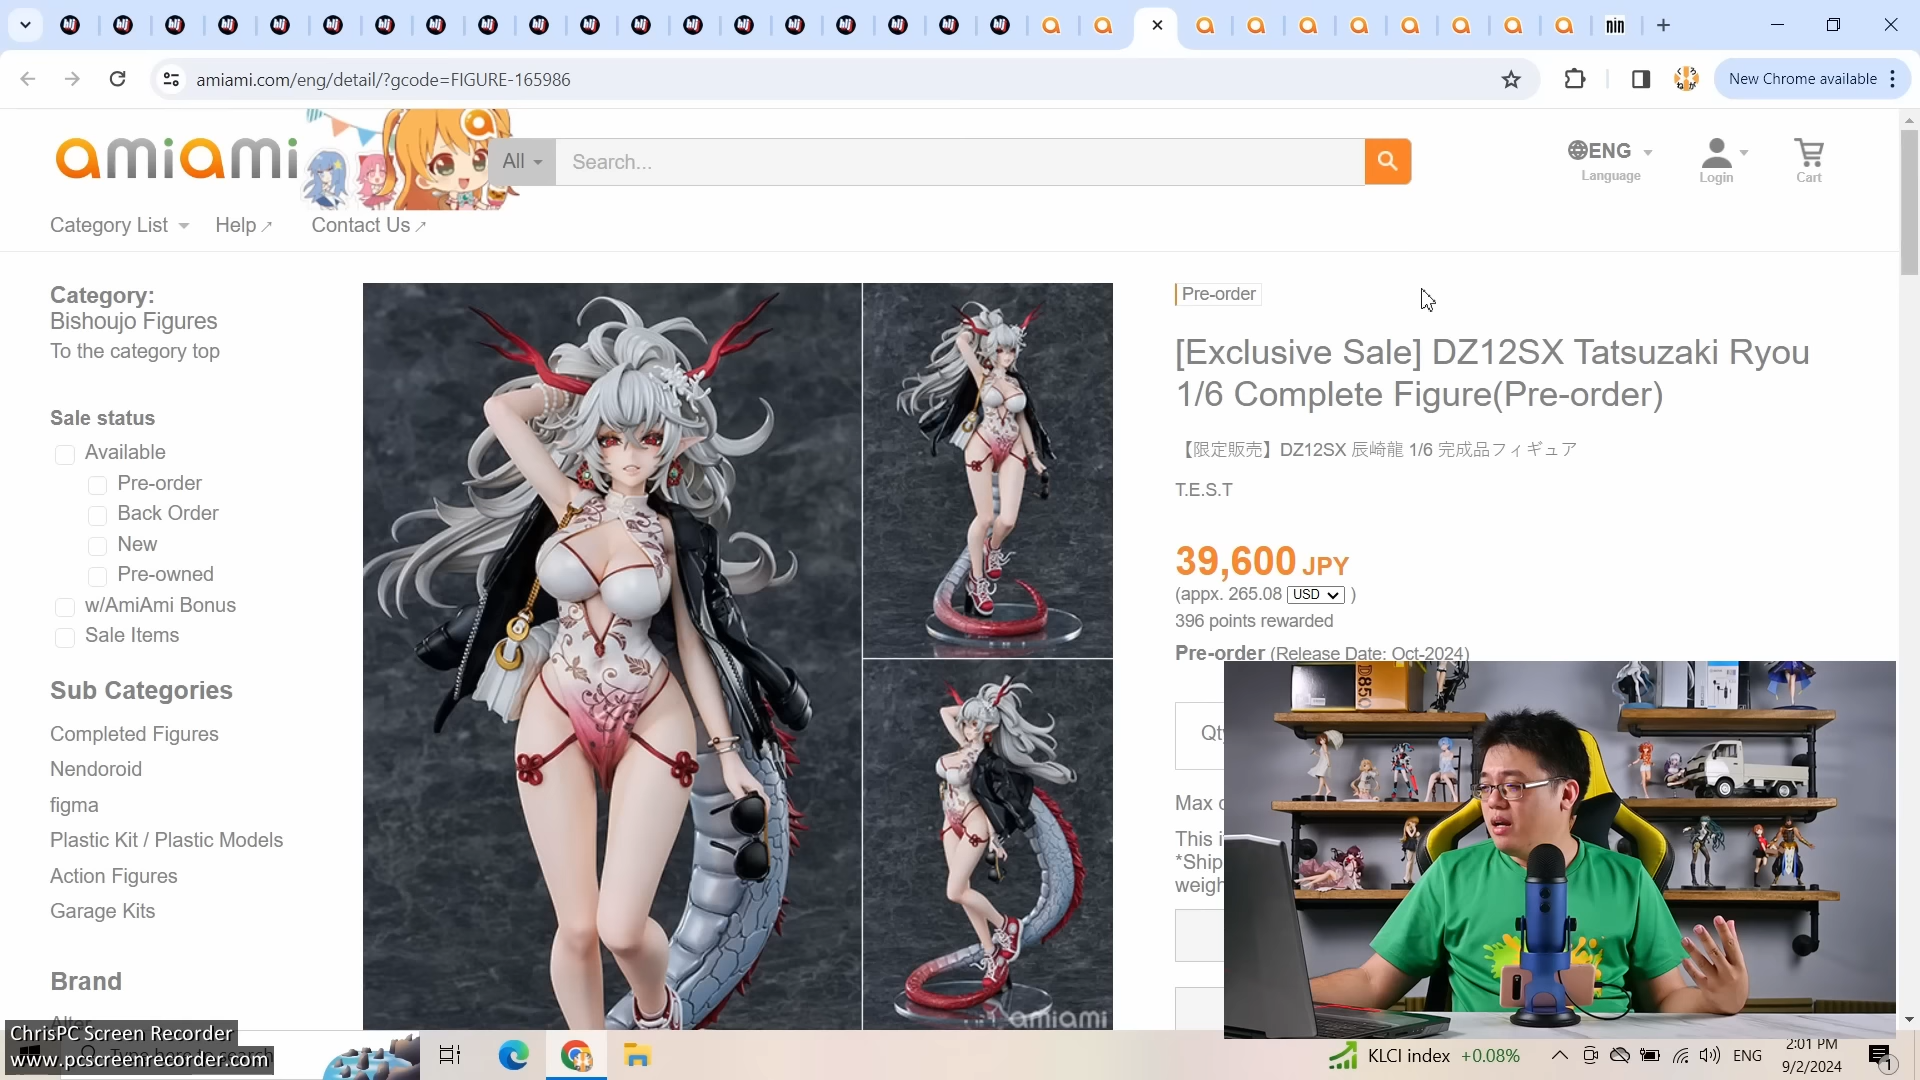 nin
amiami.com/eng/detail/?gcode=FIGURE-165986
New Chrome available
amiami
All
Search...
ENG
Language
Login
Cart
Category List
Help
Contact Us
Category:
Bishoujo Figures
To the category top
Sale status
Available
Pre-order
Back Order
New
Pre-owned
w/AmiAmi Bonus
Sale Items
Sub Categories
Completed Figures
Nendoroid
figma
Plastic Kit / Plastic Models
Action Figures
Garage Kits
Brand
amiami
Pre-order
[Exclusive Sale] DZ12SX Tatsuzaki Ryou
1/6 Complete Figure(Pre-order)
【限定販売】DZ12SX 辰崎龍 1/6 完成品フィギュア
T.E.S.T
39,600 JPY
(appx. 265.08 USD )
396 points rewarded
Pre-order (Release Date: Oct-2024)
Max
This
*Ship
weigh
D850
ChrisPC Screen Recorder
www.pcscreenrecorder.com
KLCI index +0.08%
ENG
2:01 PM
9/2/2024
1